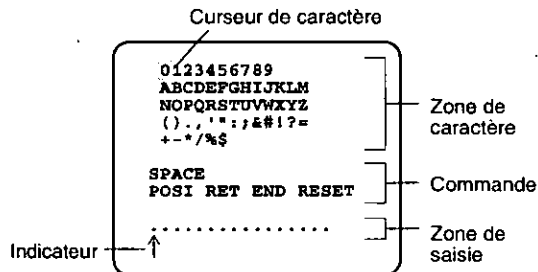 Curseur de caractère
0123456789
ABCDEFGHIJKLM
NOPQRSTUVWXYZ
().,'":;&#!?=
+-*/%$
Zone de
caractère
SPACE
POSI RET END RESET
Commande
................
Zone de
saisie
Indicateur